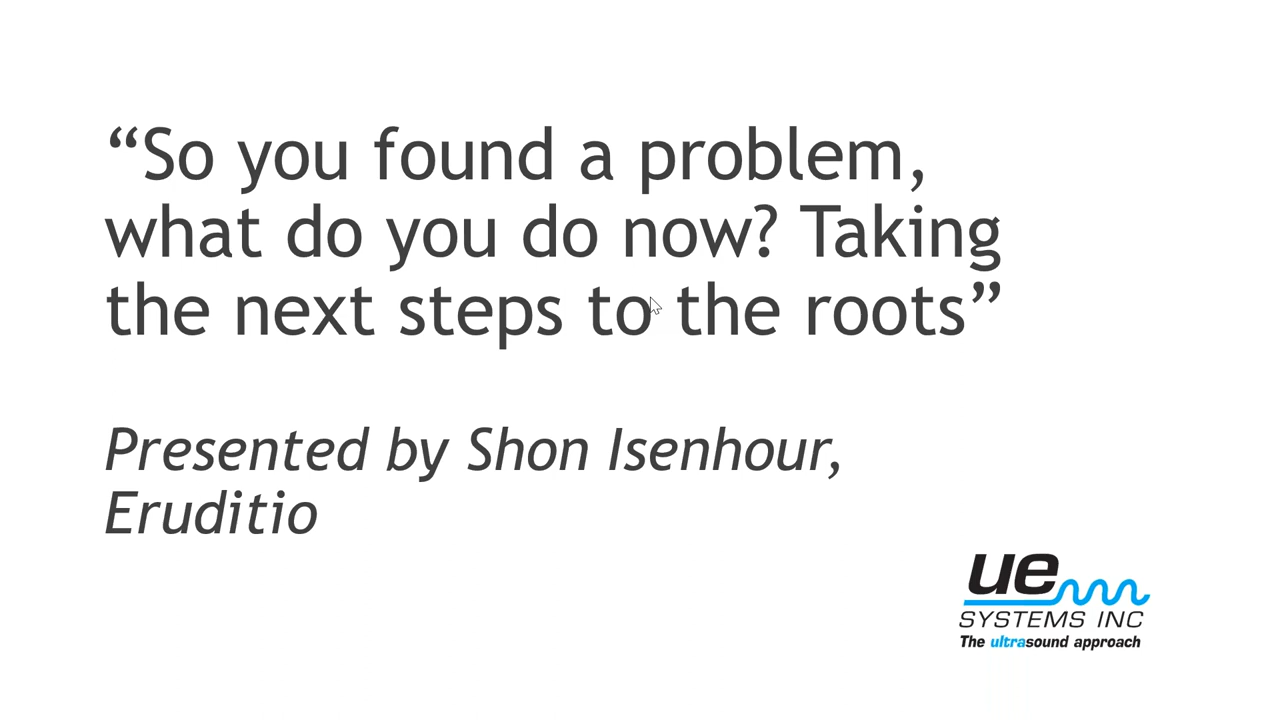 “So you found a problem,
what do you do now? Taking
the next steps to the roots”
Presented by Shon Isenhour,
Eruditio
ue
SYSTEMS INC
The ultrasound approach